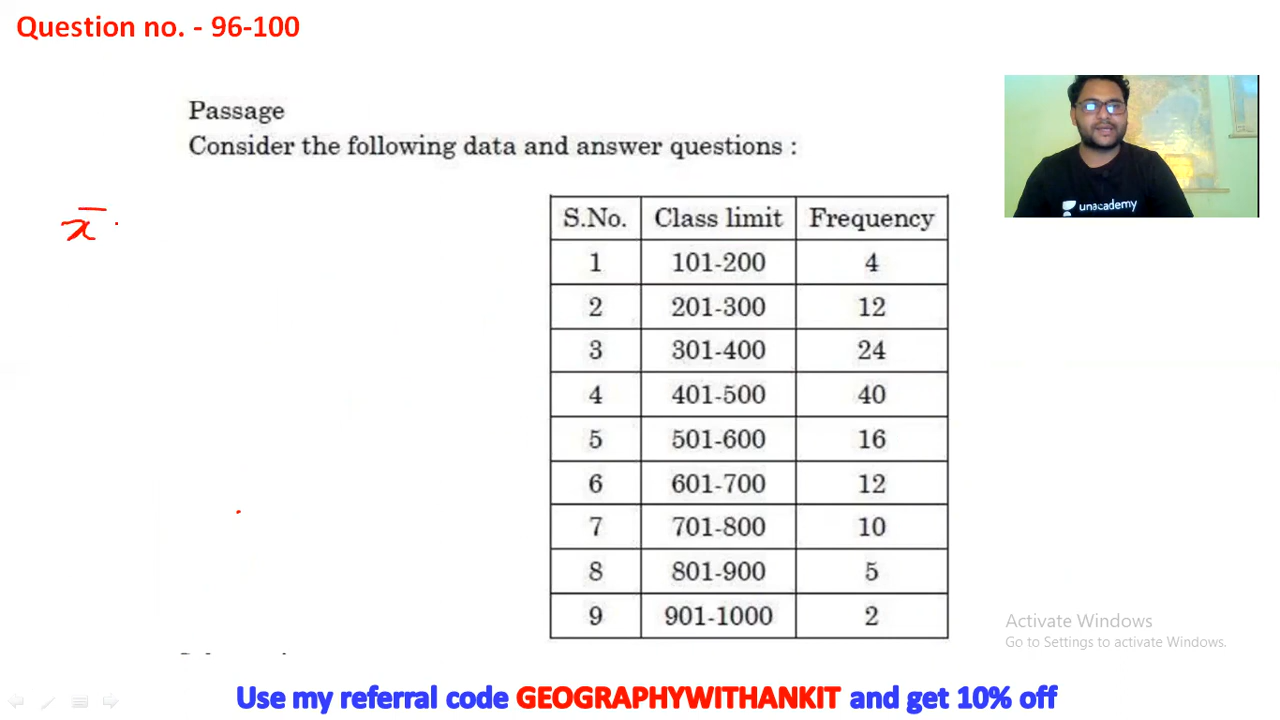 Question no. - 96-100
Passage
Consider the following data and answer questions :
x̄
unacademy
S.No. Class limit Frequency
1 101-200 4
2 201-300 12
3 301-400 24
4 401-500 40
5 501-600 16
6 601-700 12
7 701-800 10
8 801-900 5
9 901-1000 2
Activate Windows
Go to Settings to activate Windows.
Use my referral code GEOGRAPHYWITHANKIT and get 10% off